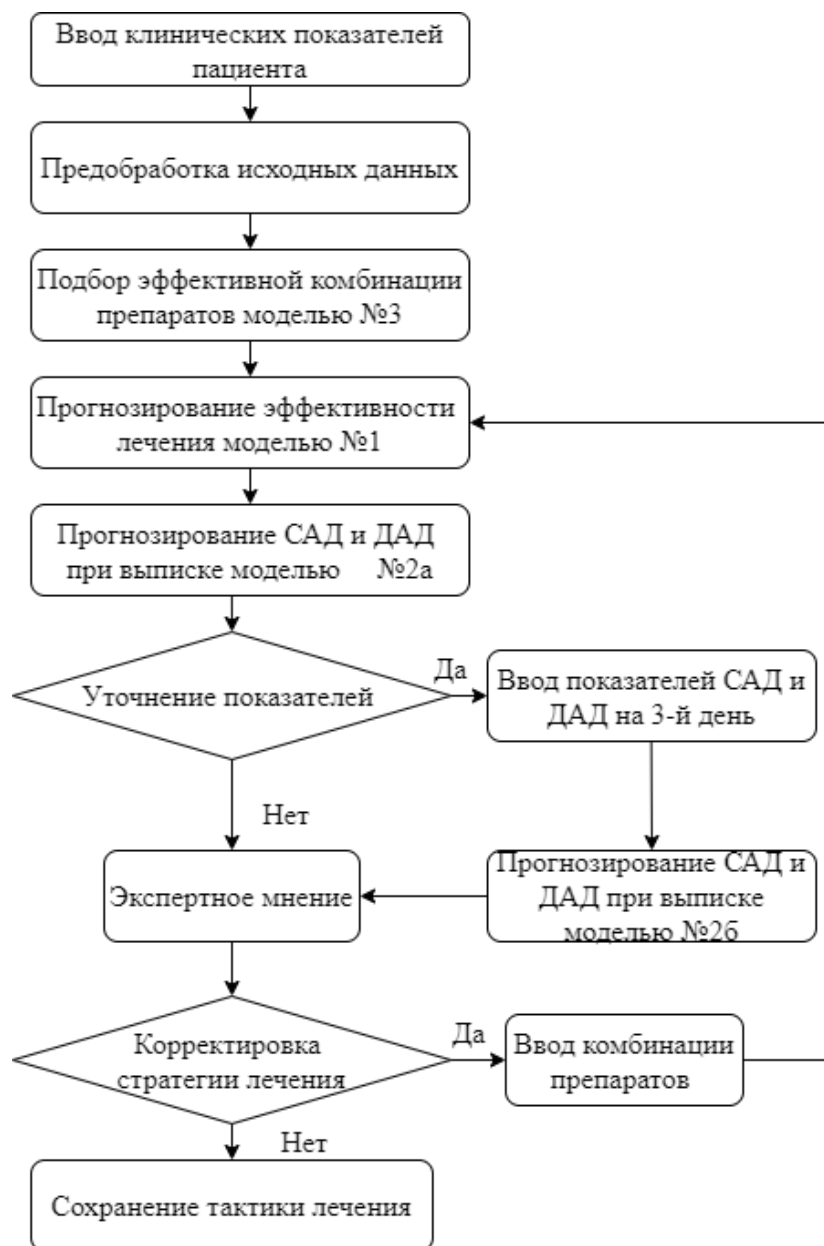 Ввод клинических показателей
пациента
Предобработка исходных данных
Подбор эффективной комбинации
препаратов моделью №3
Прогнозирование эффективности
лечения моделью №1
Прогнозирование САД и ДАД
при выписке моделью №2а
Уточнение показателей
Да
Ввод показателей САД и
ДАД на 3-й день
Нет
Прогнозирование САД и
ДАД при выписке
моделью №2б
Экспертное мнение
Корректировка
стратегии лечения
Да
Ввод комбинации
препаратов
Нет
Сохранение тактики лечения